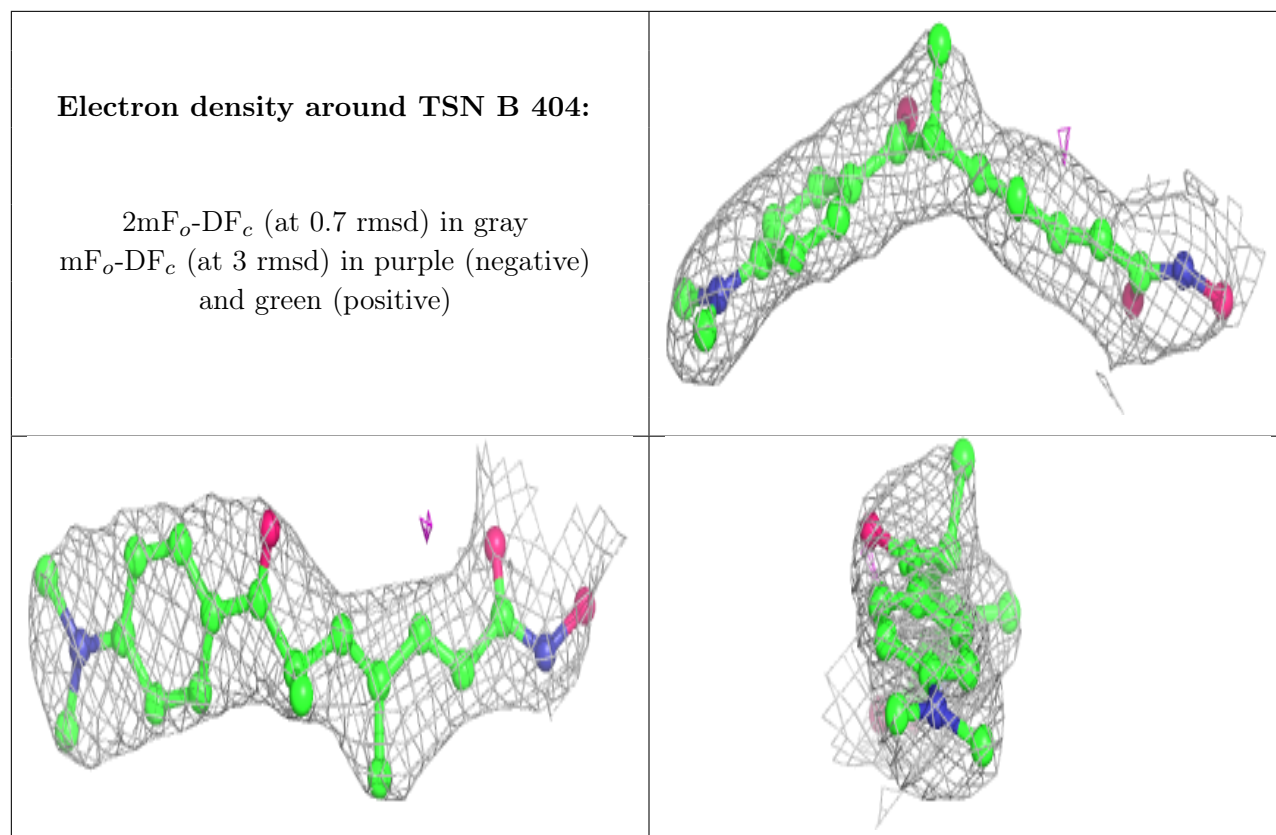 Electron density around TSN B 404:
2mFo-DFc (at 0.7 rmsd) in gray
mFo-DFc (at 3 rmsd) in purple (negative)
and green (positive)